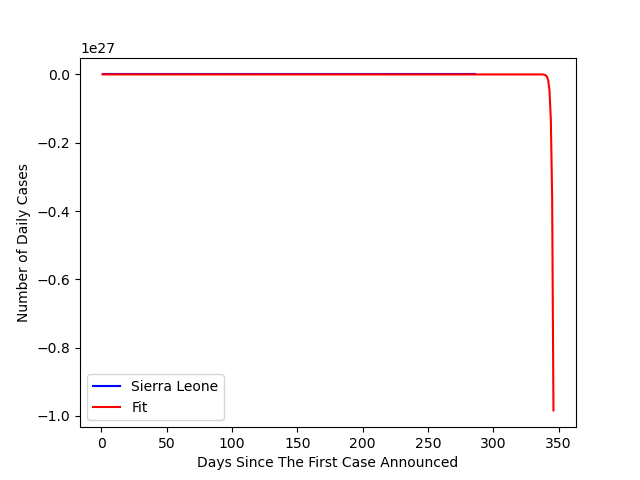 1e27
0.0
−0.2
−0.4
−0.6
−0.8
−1.0
Number of Daily Cases
Sierra Leone
Fit
0 50 100 150 200 250 300 350
Days Since The First Case Announced